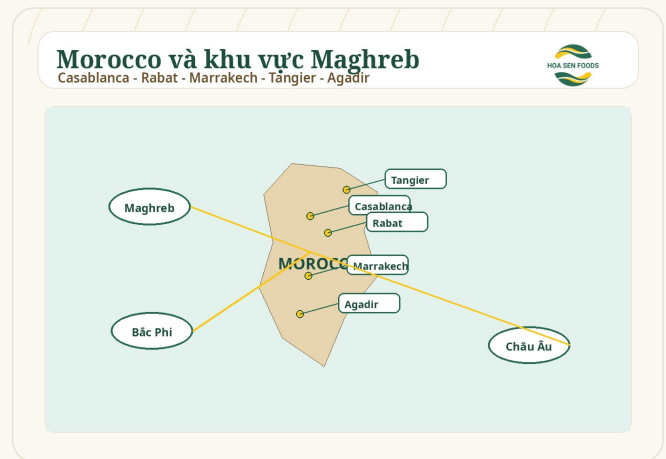 Morocco và khu vực Maghreb
Casablanca - Rabat - Marrakech - Tangier - Agadir
HOA SEN FOODS
Tangier
Maghreb
Casablanca
Rabat
MOROCC
Marrakech
Agadir
Bắc Phi
Châu Âu